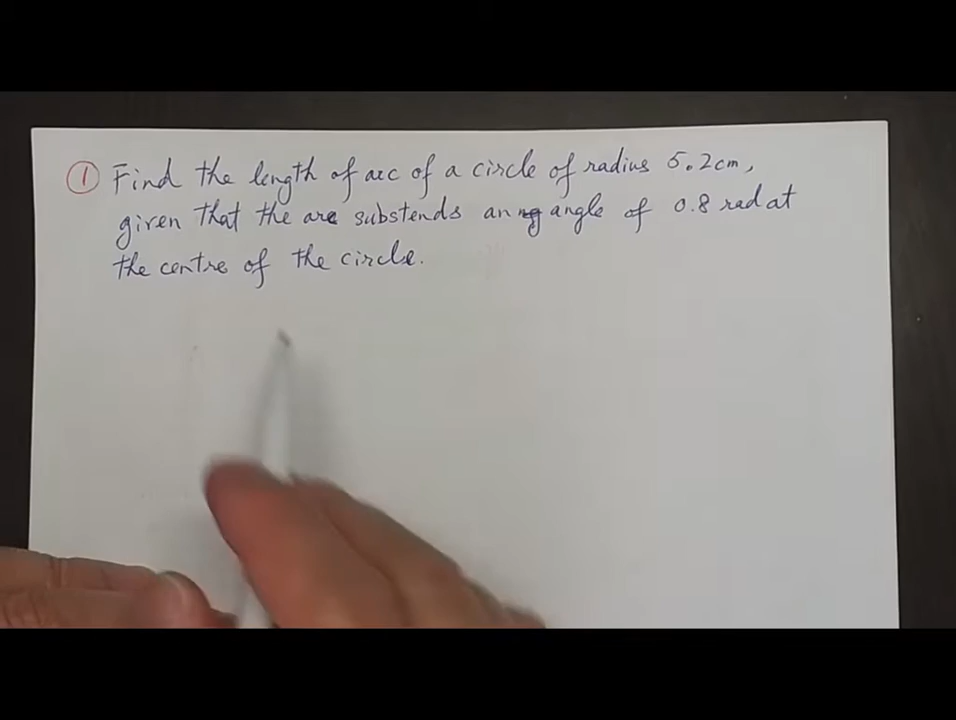 ① Find the length of arc of a circle of radius 5.2cm,
given that the arc substends an angle of 0.8 rad at
the centre of the circle.